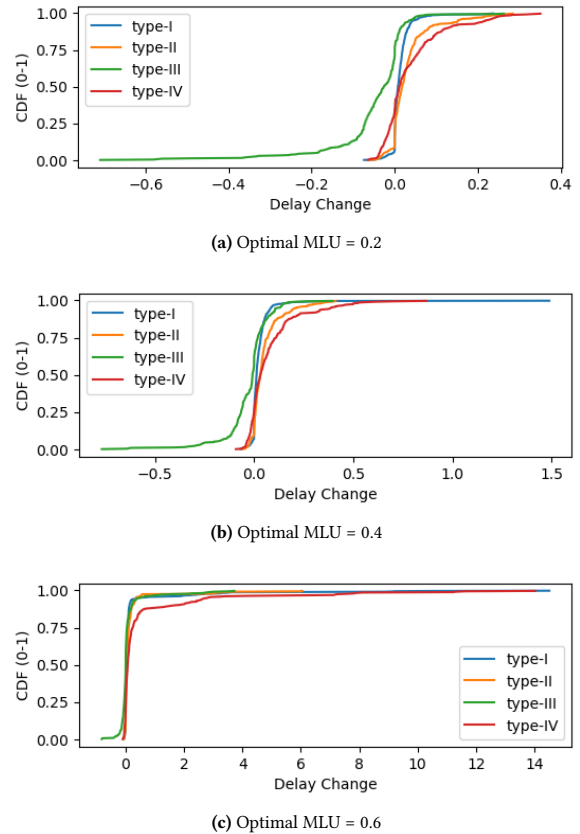 1.00
0.75
0.50
0.25
0.00
CDF (0-1)
type-I
type-II
type-III
type-IV
−0.6 −0.4 −0.2 0.0 0.2 0.4
Delay Change
(a) Optimal MLU = 0.2
1.00
0.75
0.50
0.25
0.00
CDF (0-1)
type-I
type-II
type-III
type-IV
−0.5 0.0 0.5 1.0 1.5
Delay Change
(b) Optimal MLU = 0.4
1.00
0.75
0.50
0.25
0.00
CDF (0-1)
type-I
type-II
type-III
type-IV
0 2 4 6 8 10 12 14
Delay Change
(c) Optimal MLU = 0.6